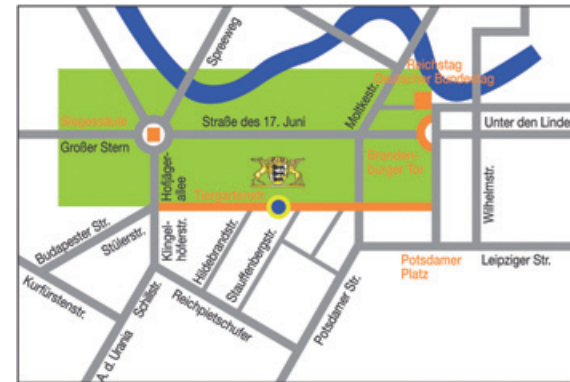 Spreeweg
Reichstag
Deutscher Bundestag
Moltkestr.
Siegessäule
Straße des 17. Juni
Unter den Linde
Großer Stern
Branden-
burger Tor
Hofjäger-
allee
Tiergartenstr.
Wilhelmstr.
Budapester Str.
Stülerstr.
Klingel-
höferstr.
Hildebrandstr.
Stauffenbergstr.
Potsdamer
Platz
Leipziger Str.
Kurfürstenstr.
Schillstr.
Reichpietschufer
Potsdamer Str.
A. d. Urania